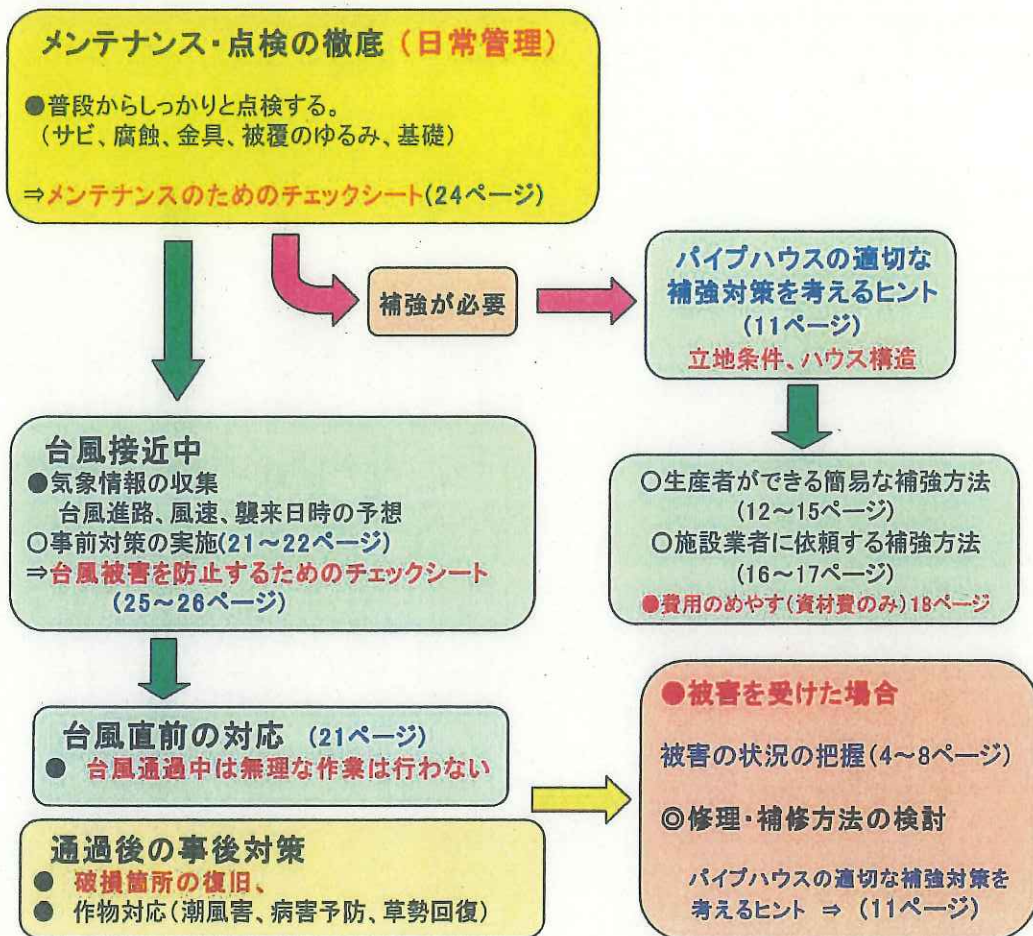 メンテナンス・点検の徹底(日常管理)
●普段からしっかりと点検する。
(サビ、腐蝕、金具、被覆のゆるみ、基礎)
⇒メンテナンスのためのチェックシート(24ページ)
補強が必要
パイプハウスの適切な
補強対策を考えるヒント
(11ページ)
立地条件、ハウス構造
台風接近中
●気象情報の収集
台風進路、風速、襲来日時の予想
○事前対策の実施(21~22ページ)
⇒台風被害を防止するためのチェックシート
(25~26ページ)
○生産者ができる簡易な補強方法
(12~15ページ)
○施設業者に依頼する補強方法
(16~17ページ)
●費用のめやす(資材費のみ)18ページ
台風直前の対応 (21ページ)
● 台風通過中は無理な作業は行わない
通過後の事後対策
● 破損箇所の復旧、
● 作物対応(潮風害、病害予防、草勢回復)
●被害を受けた場合
被害の状況の把握(4~8ページ)
◎修理・補修方法の検討
パイプハウスの適切な補強対策を
考えるヒント ⇒ (11ページ)